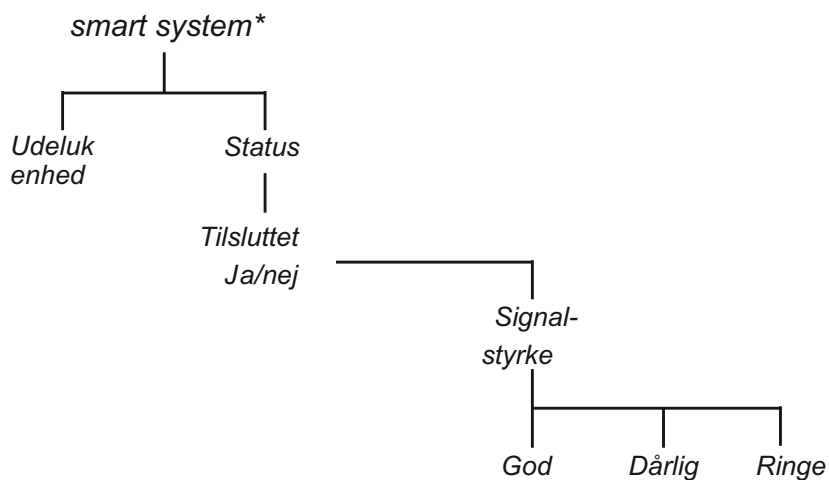 smart system*
Udeluk
enhed
Status
Tilsluttet
Ja/nej
Signal-
styrke
God
Dårlig
Ringe